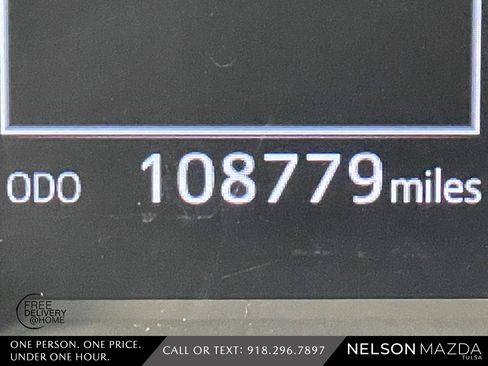 ODO 108779 miles
FREE
DELIVERY
@HOME
ONE PERSON. ONE PRICE.
UNDER ONE HOUR.
CALL OR TEXT: 918.296.7897
NELSON MAZDA
TULSA